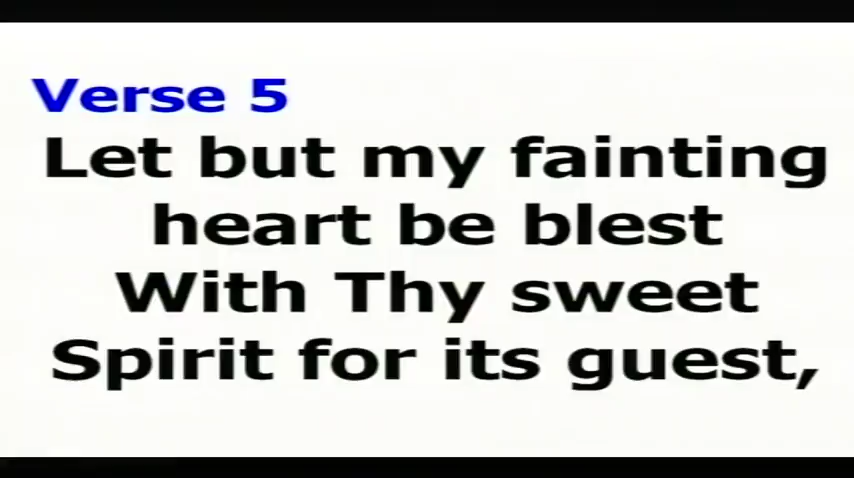 Verse 5
Let but my fainting
heart be blest
With Thy sweet
Spirit for its guest,